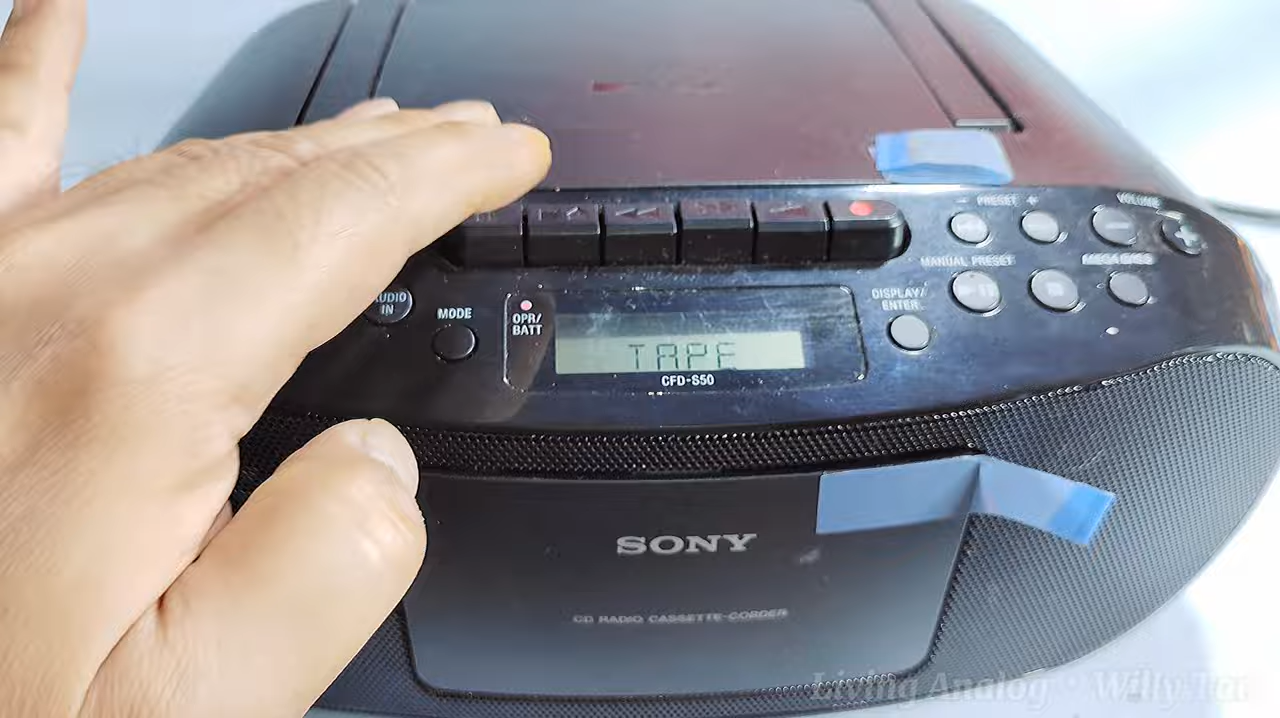 − PRESET +
VOLUME
MANUAL PRESET
MEGA BASS
DISPLAY/
ENTER
IN
MODE
OPR/
BATT
TAPE
CFD-S50
SONY
CD RADIO CASSETTE-CORDER
Living Analog • Willy